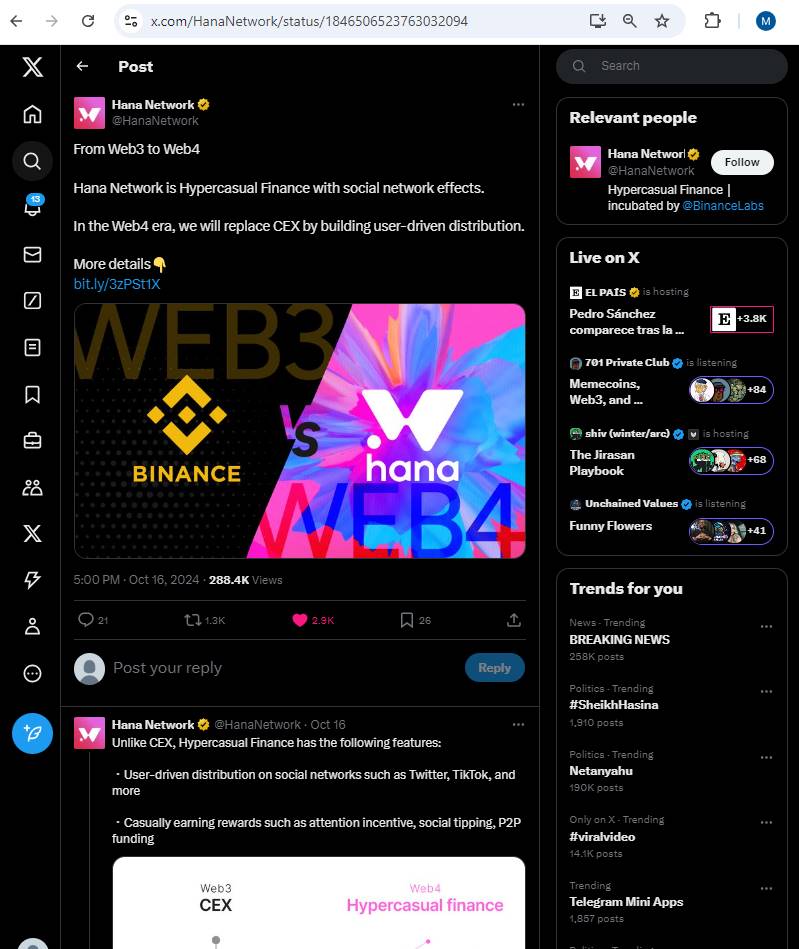 x.com/HanaNetwork/status/1846506523763032094
M
Post
Hana Network
@HanaNetwork
From Web3 to Web4
Hana Network is Hypercasual Finance with social network effects.
In the Web4 era, we will replace CEX by building user-driven distribution.
More details👇
bit.ly/3zPSt1X
WEB3
BINANCE
VS
hana
WEB4
5:00 PM · Oct 16, 2024 · 288.4K Views
21
1.3K
2.9K
26
Post your reply
Reply
Hana Network @HanaNetwork · Oct 16
Unlike CEX, Hypercasual Finance has the following features:
・User-driven distribution on social networks such as Twitter, TikTok, and
more
・Casually earning rewards such as attention incentive, social tipping, P2P
funding
Web3
CEX
Web4
Hypercasual finance
13
Search
Relevant people
Hana Networ
@HanaNetwork
Follow
Hypercasual Finance |
incubated by @BinanceLabs
Live on X
E EL PAÍS is hosting
Pedro Sánchez
comparece tras la ...
E +3.8K
701 Private Club is listening
Memecoins,
Web3, and ...
+84
shiv (winter/arc) is hosting
The Jirasan
Playbook
+68
Unchained Values is listening
Funny Flowers
+41
Trends for you
News · Trending
BREAKING NEWS
258K posts
Politics · Trending
#SheikhHasina
1,910 posts
Politics · Trending
Netanyahu
190K posts
Only on X · Trending
#viralvideo
14.1K posts
Trending
Telegram Mini Apps
1,857 posts